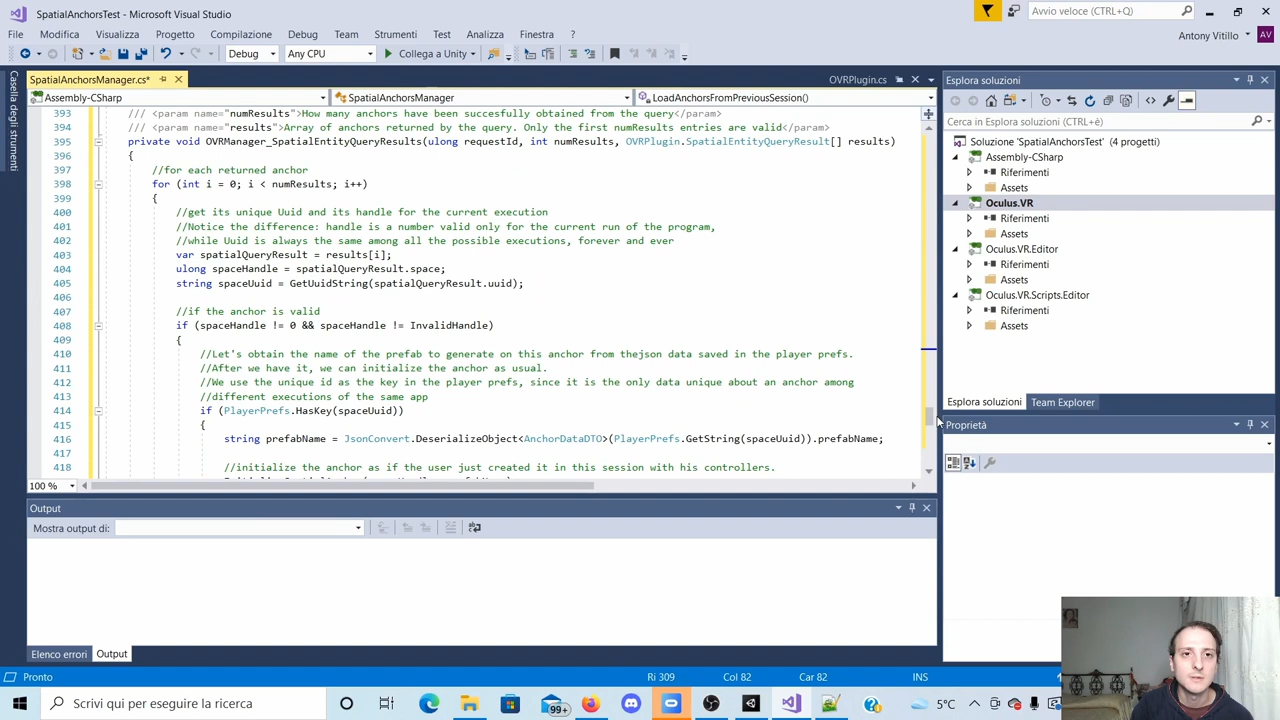 SpatialAnchorsTest - Microsoft Visual Studio
Avvio veloce (CTRL+Q)
File Modifica Visualizza Progetto Compilazione Debug Team Strumenti Test Analizza Finestra ?
Antony Vitillo AV
Debug Any CPU Collega a Unity
SpatialAnchorsManager.cs*
OVRPlugin.cs
Assembly-CSharp
SpatialAnchorsManager
LoadAnchorsFromPreviousSession()
Casella degli strumenti
393 /// <param name="numResults">How many anchors have been succesfully obtained from the query</param>
394 /// <param name="results">Array of anchors returned by the query. Only the first numResults entries are valid</param>
395 private void OVRManager_SpatialEntityQueryResults(ulong requestId, int numResults, OVRPlugin.SpatialEntityQueryResult[] results)
396 {
397 //for each returned anchor
398 for (int i = 0; i < numResults; i++)
399 {
400 //get its unique Uuid and its handle for the current execution
401 //Notice the difference: handle is a number valid only for the current run of the program,
402 //while Uuid is always the same among all the possible executions, forever and ever
403 var spatialQueryResult = results[i];
404 ulong spaceHandle = spatialQueryResult.space;
405 string spaceUuid = GetUuidString(spatialQueryResult.uuid);
406
407 //if the anchor is valid
408 if (spaceHandle != 0 && spaceHandle != InvalidHandle)
409 {
410 //Let's obtain the name of the prefab to generate on this anchor from thejson data saved in the player prefs.
411 //After we have it, we can initialize the anchor as usual.
412 //We use the unique id as the key in the player prefs, since it is the only data unique about an anchor among
413 //different executions of the same app
414 if (PlayerPrefs.HasKey(spaceUuid))
415 {
416 string prefabName = JsonConvert.DeserializeObject<AnchorDataDTO>(PlayerPrefs.GetString(spaceUuid)).prefabName;
417
418 //initialize the anchor as if the user just created it in this session with his controllers.
100 %
Esplora soluzioni
Cerca in Esplora soluzioni (CTRL+è)
Soluzione 'SpatialAnchorsTest' (4 progetti)
Assembly-CSharp
Riferimenti
Assets
Oculus.VR
Riferimenti
Assets
Oculus.VR.Editor
Riferimenti
Assets
Oculus.VR.Scripts.Editor
Riferimenti
Assets
Esplora soluzioni Team Explorer
Proprietà
Output
Mostra output di:
Elenco errori Output
Pronto Ri 309 Col 82 Car 82 INS
Scrivi qui per eseguire la ricerca
99+
5°C